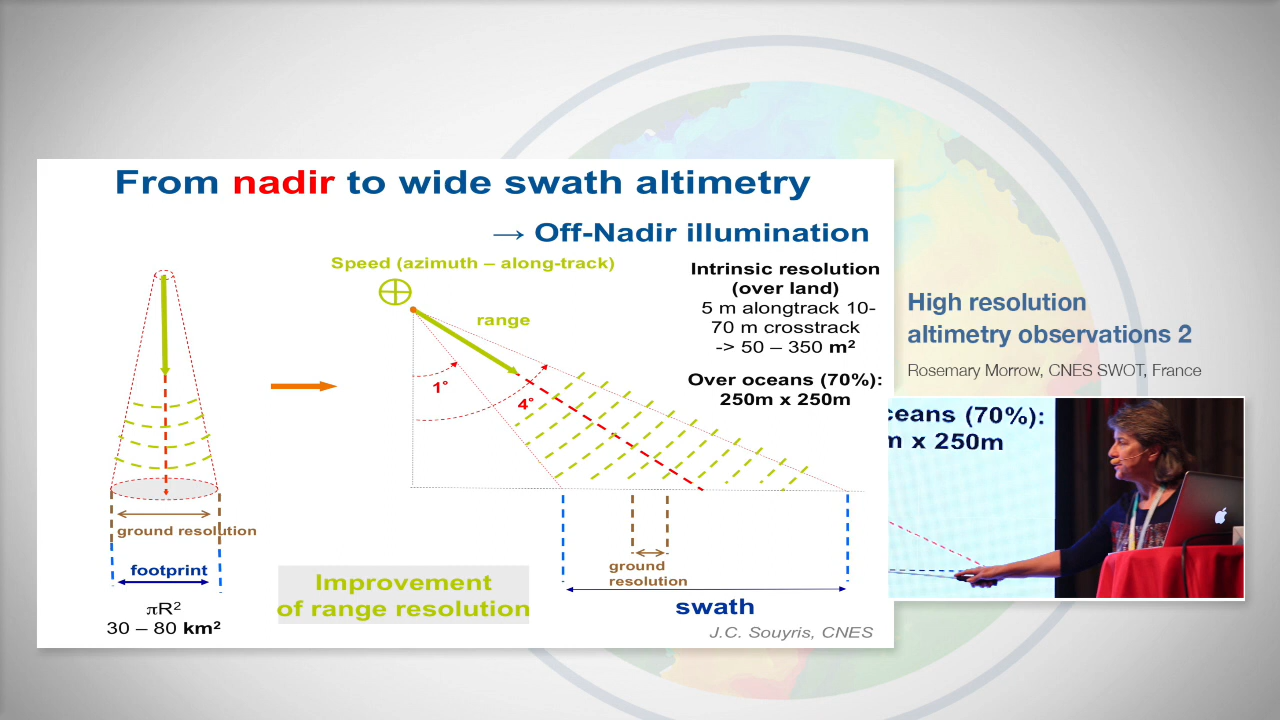 From nadir to wide swath altimetry
→ Off-Nadir illumination
Speed (azimuth – along-track)
range
1°
4°
Intrinsic resolution
(over land)
5 m alongtrack 10-
70 m crosstrack
-> 50 – 350 m²
Over oceans (70%):
250m x 250m
ground resolution
footprint
πR²
30 – 80 km²
Improvement
of range resolution
ground
resolution
swath
J.C. Souyris, CNES
High resolution
altimetry observations 2
Rosemary Morrow, CNES SWOT, France
ceans (70%):
m x 250m